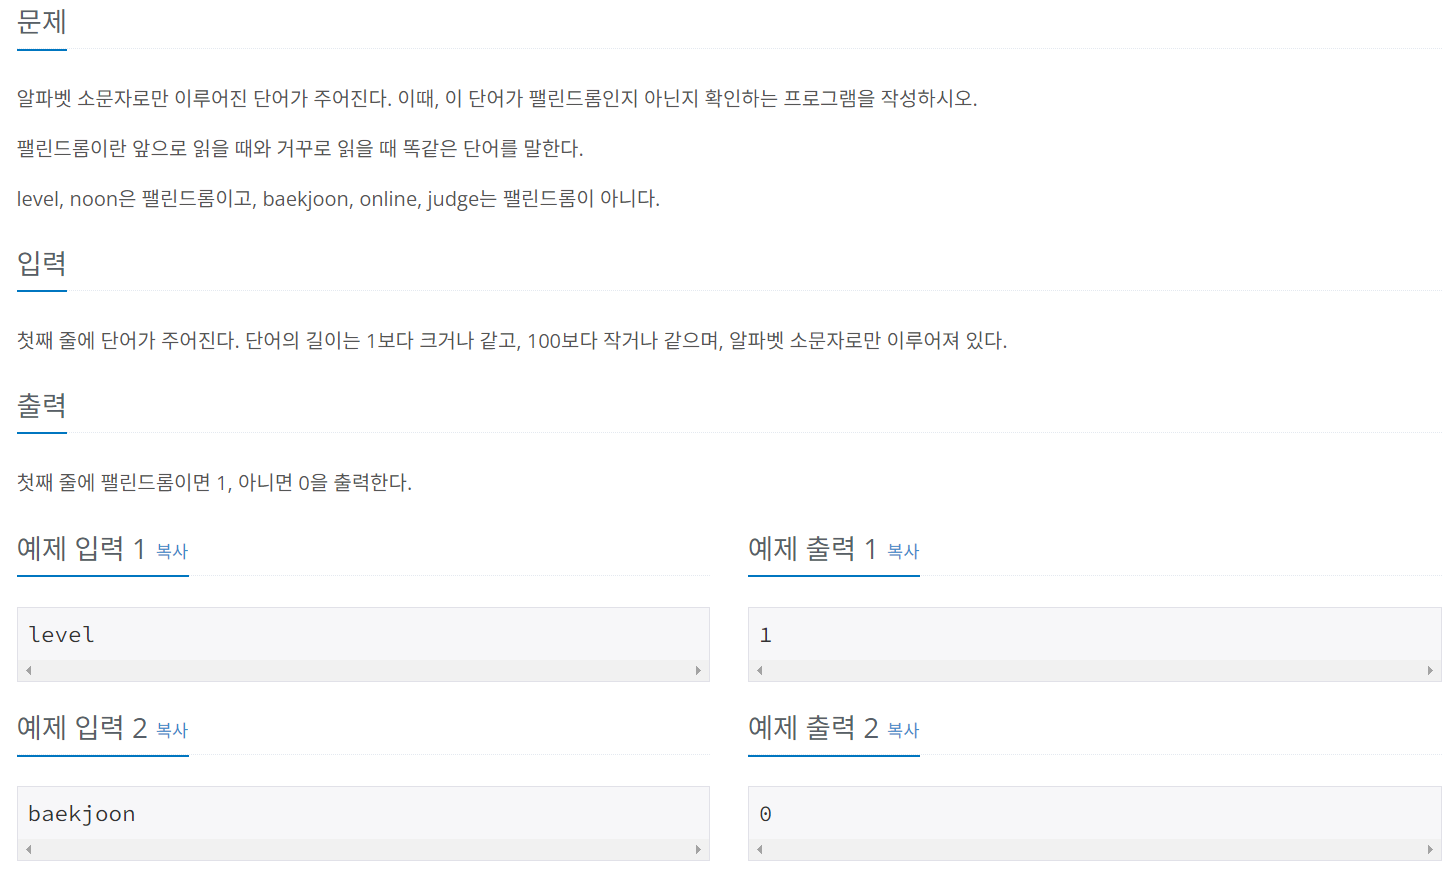 문제
알파벳 소문자로만 이루어진 단어가 주어진다. 이때, 이 단어가 팰린드롬인지 아닌지 확인하는 프로그램을 작성하시오.
팰린드롬이란 앞으로 읽을 때와 거꾸로 읽을 때 똑같은 단어를 말한다.
level, noon은 팰린드롬이고, baekjoon, online, judge는 팰린드롬이 아니다.
입력
첫째 줄에 단어가 주어진다. 단어의 길이는 1보다 크거나 같고, 100보다 작거나 같으며, 알파벳 소문자로만 이루어져 있다.
출력
첫째 줄에 팰린드롬이면 1, 아니면 0을 출력한다.
예제 입력 1 복사
level
예제 출력 1 복사
1
예제 입력 2 복사
baekjoon
예제 출력 2 복사
0